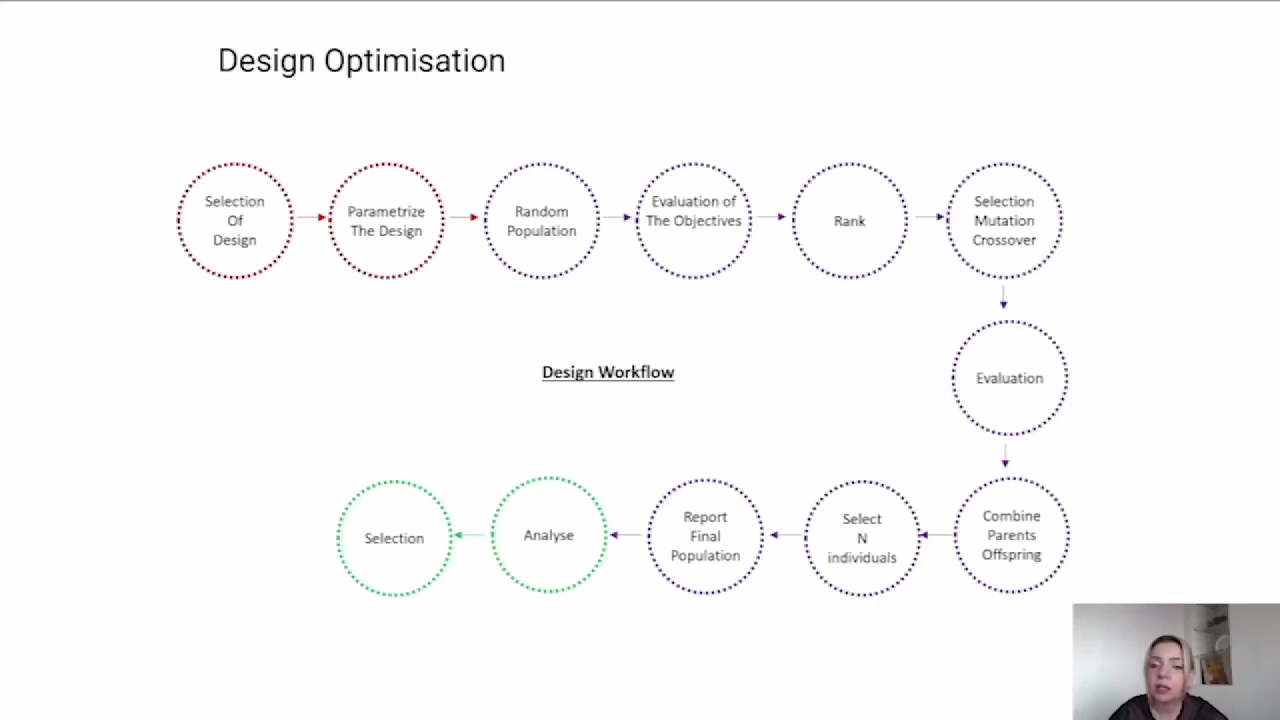 Design Optimisation
Selection
Of
Design
Parametrize
The Design
Random
Population
Evaluation of
The Objectives
Rank
Selection
Mutation
Crossover
Evaluation
Design Workflow
Combine
Parents
Offspring
Select
N
individuals
Report
Final
Population
Analyse
Selection